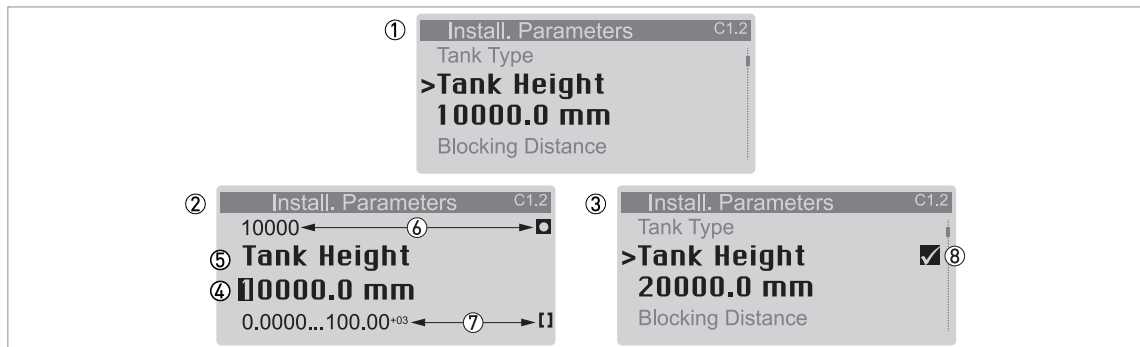 ① Install. Parameters C1.2
Tank Type
>Tank Height
10000.0 mm
Blocking Distance
② Install. Parameters C1.2
10000 ⑥
⑤ Tank Height
④ 10000.0 mm
0.0000...100.00+03 ⑦ []
③ Install. Parameters C1.2
Tank Type
>Tank Height ⑧
20000.0 mm
Blocking Distance